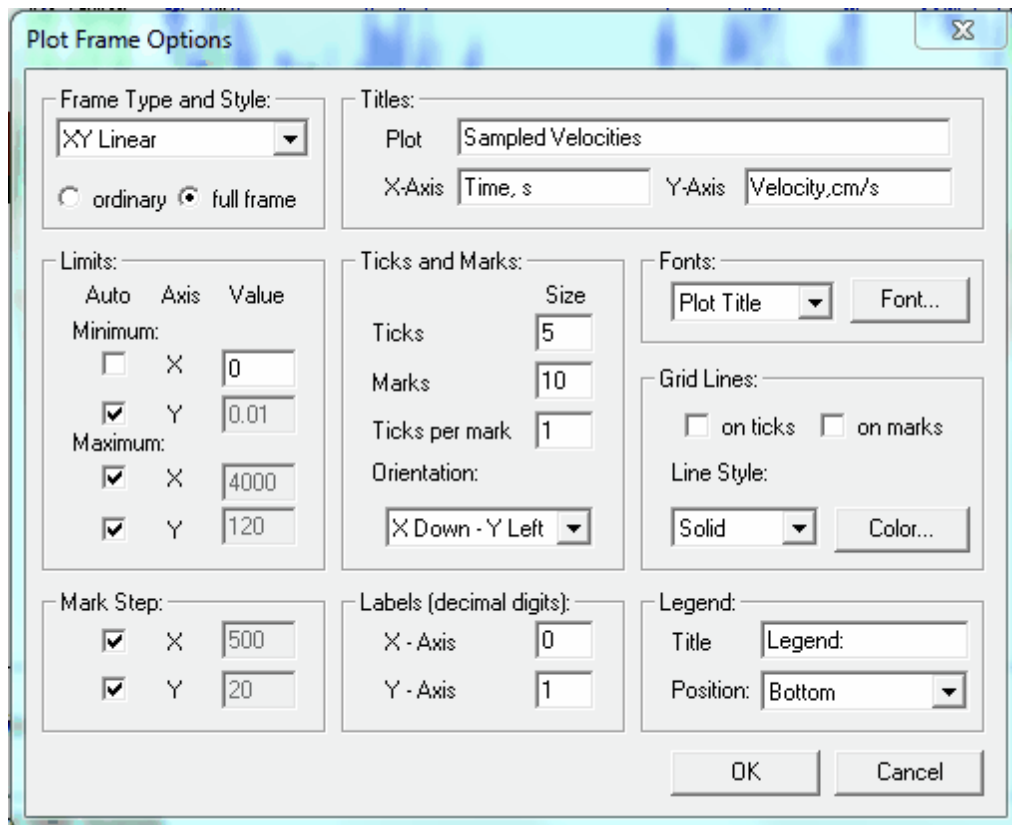 Plot Frame Options
Frame Type and Style:
XY Linear
ordinary full frame
Titles:
Plot Sampled Velocities
X-Axis Time, s Y-Axis Velocity,cm/s
Limits:
Auto Axis Value
Minimum:
X 0
Y 0.01
Maximum:
X 4000
Y 120
Ticks and Marks:
Size
Ticks 5
Marks 10
Ticks per mark 1
Orientation:
X Down - Y Left
Fonts:
Plot Title Font...
Grid Lines:
on ticks on marks
Line Style:
Solid Color...
Mark Step:
X 500
Y 20
Labels (decimal digits):
X - Axis 0
Y - Axis 1
Legend:
Title Legend:
Position: Bottom
OK Cancel